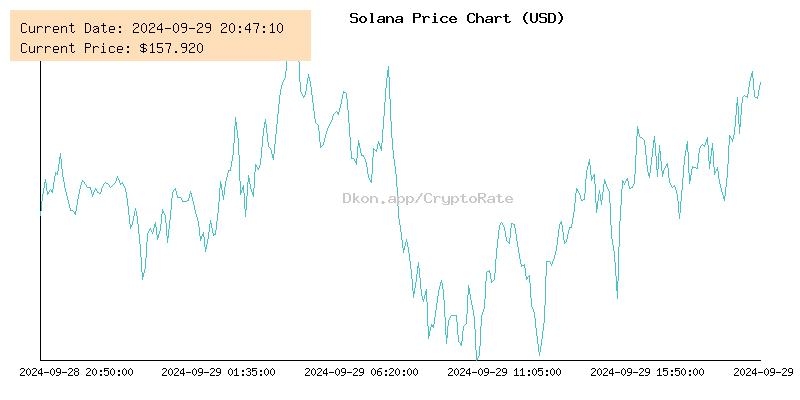 Solana Price Chart (USD)
Current Date: 2024-09-29 20:47:10
Current Price: $157.920
Dkon.app/CryptoRate
2024-09-28 20:50:00
2024-09-29 01:35:00
2024-09-29 06:20:00
2024-09-29 11:05:00
2024-09-29 15:50:00
2024-09-29